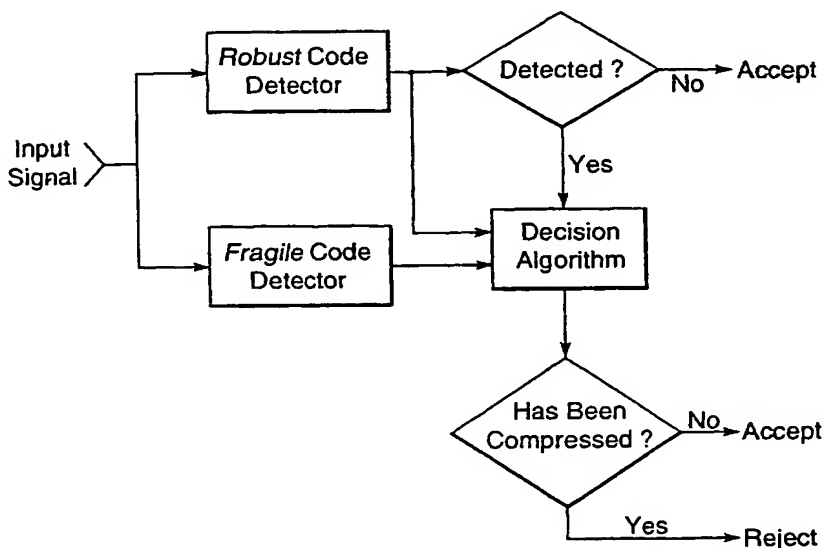 Robust Code
Detector
Detected ?
No
Accept
Input
Signal
Yes
Fragile Code
Detector
Decision
Algorithm
Has Been
Compressed ?
No
Accept
Yes
Reject